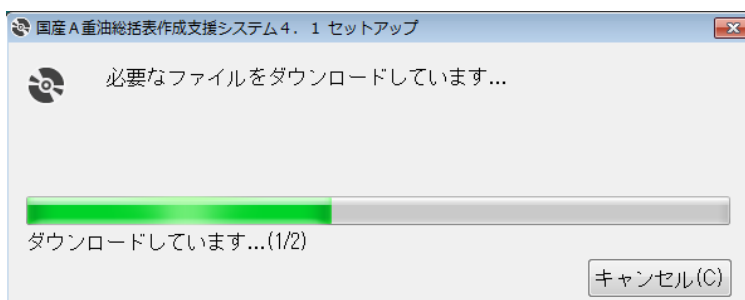 国産Ａ重油総括表作成支援システム４．１ セットアップ
必要なファイルをダウンロードしています...
ダウンロードしています...(1/2)
キャンセル(C)